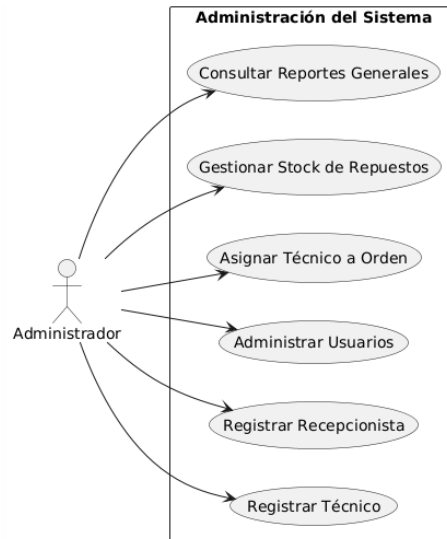 Administración del Sistema
Consultar Reportes Generales
Gestionar Stock de Repuestos
Asignar Técnico a Orden
Administrador
Administrar Usuarios
Registrar Recepcionista
Registrar Técnico